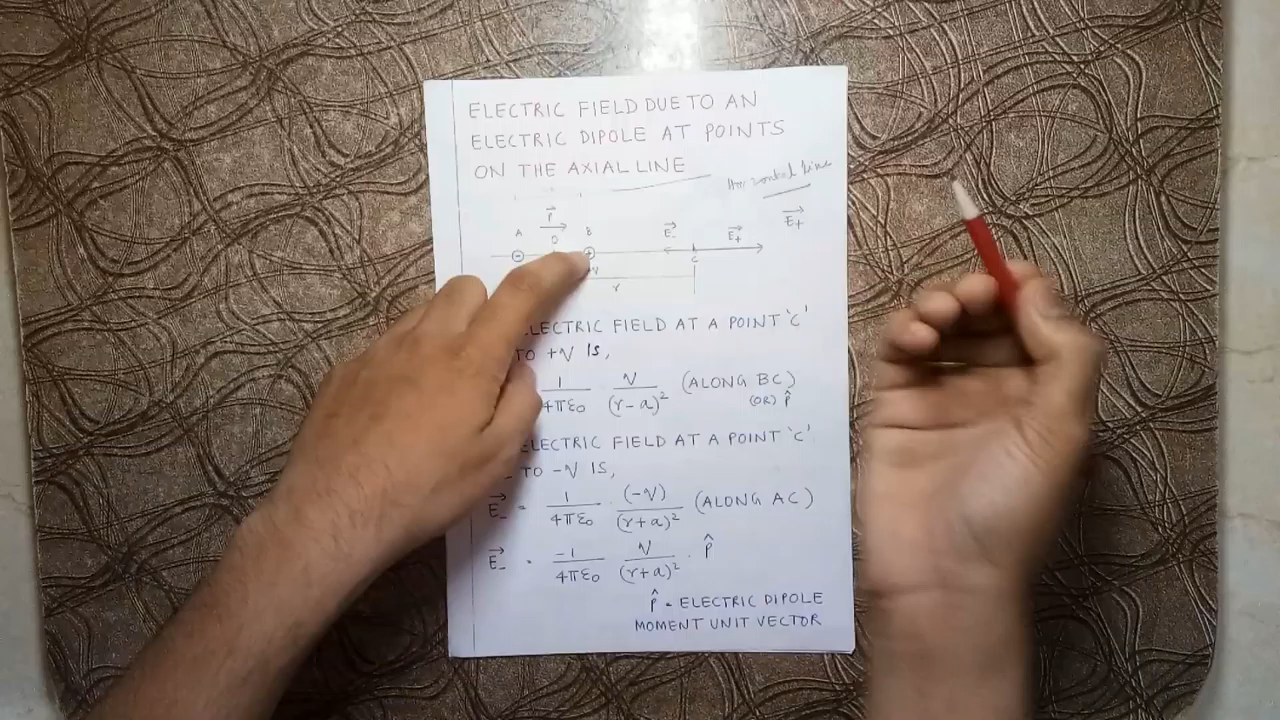 ELECTRIC FIELD DUE TO AN
ELECTRIC DIPOLE AT POINTS
ON THE AXIAL LINE
Horizontal line
A p⃗ O B E⃗₋ C E⃗₊ E⃗₊
r
ELECTRIC FIELD AT A POINT 'C'
TO +q IS,
1/4πε₀ q/(r-a)² (ALONG BC)
(OR) p̂
ELECTRIC FIELD AT A POINT 'C'
TO -q IS,
E⃗₋ = 1/4πε₀ · (-q)/(r+a)² (ALONG AC)
E⃗₋ = -1/4πε₀ q/(r+a)² · p̂
p̂ = ELECTRIC DIPOLE
MOMENT UNIT VECTOR